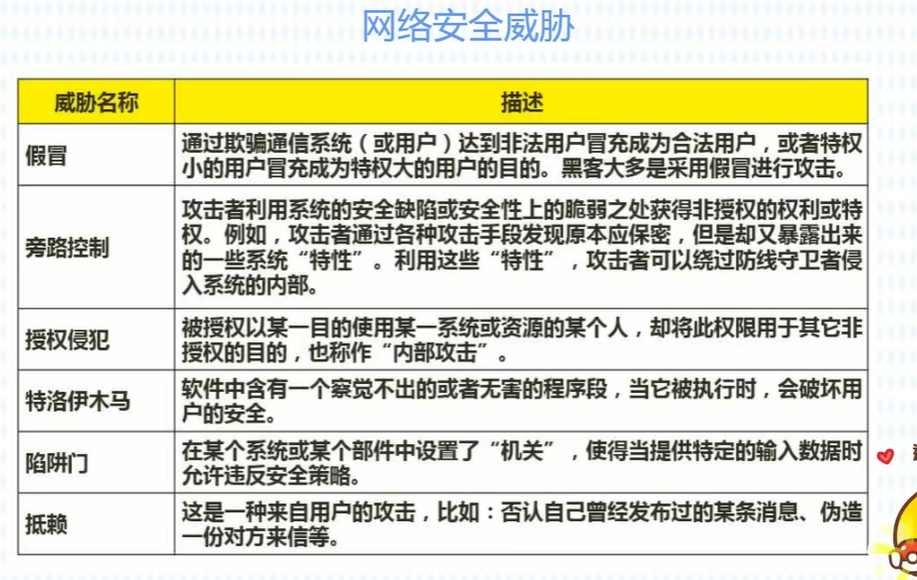 网络安全威胁
威胁名称
描述
假冒
通过欺骗通信系统（或用户）达到非法用户冒充成为合法用户，或者特权
小的用户冒充成为特权大的用户的目的。黑客大多是采用假冒进行攻击。
旁路控制
攻击者利用系统的安全缺陷或安全性上的脆弱之处获得非授权的权利或特
权。例如，攻击者通过各种攻击手段发现原本应保密，但是却又暴露出来
的一些系统“特性”。利用这些“特性”，攻击者可以绕过防线守卫者侵
入系统的内部。
授权侵犯
被授权以某一目的使用某一系统或资源的某个人，却将此权限用于其它非
授权的目的，也称作“内部攻击”。
特洛伊木马
软件中含有一个察觉不出的或者无害的程序段，当它被执行时，会破坏用
户的安全。
陷阱门
在某个系统或某个部件中设置了“机关”，使得当提供特定的输入数据时
允许违反安全策略。
抵赖
这是一种来自用户的攻击，比如：否认自己曾经发布过的某条消息、伪造
一份对方来信等。